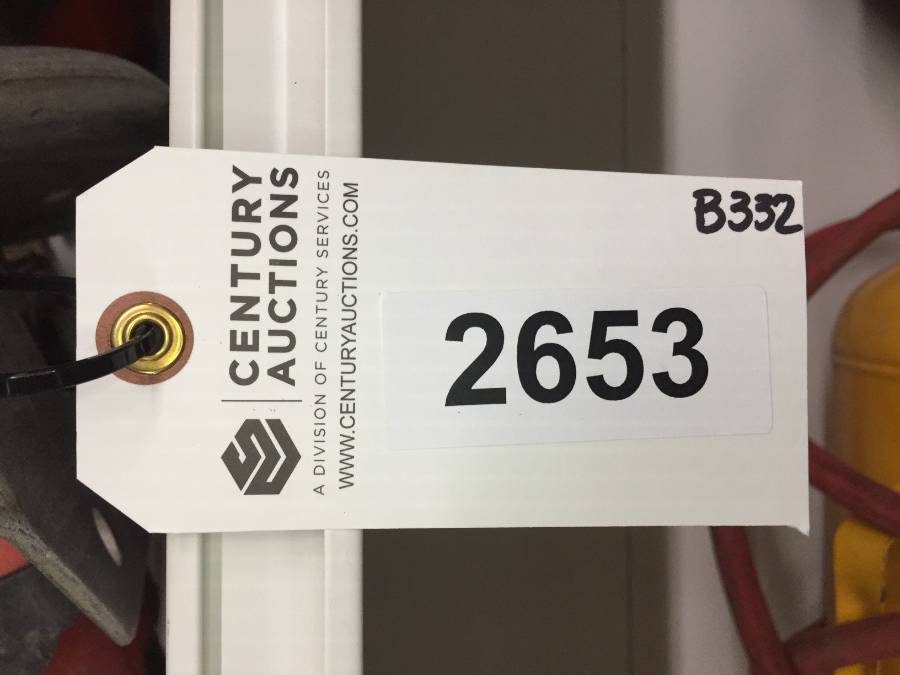 CENTURY
AUCTIONS
A DIVISION OF CENTURY SERVICES
WWW.CENTURYAUCTIONS.COM
B332
2653